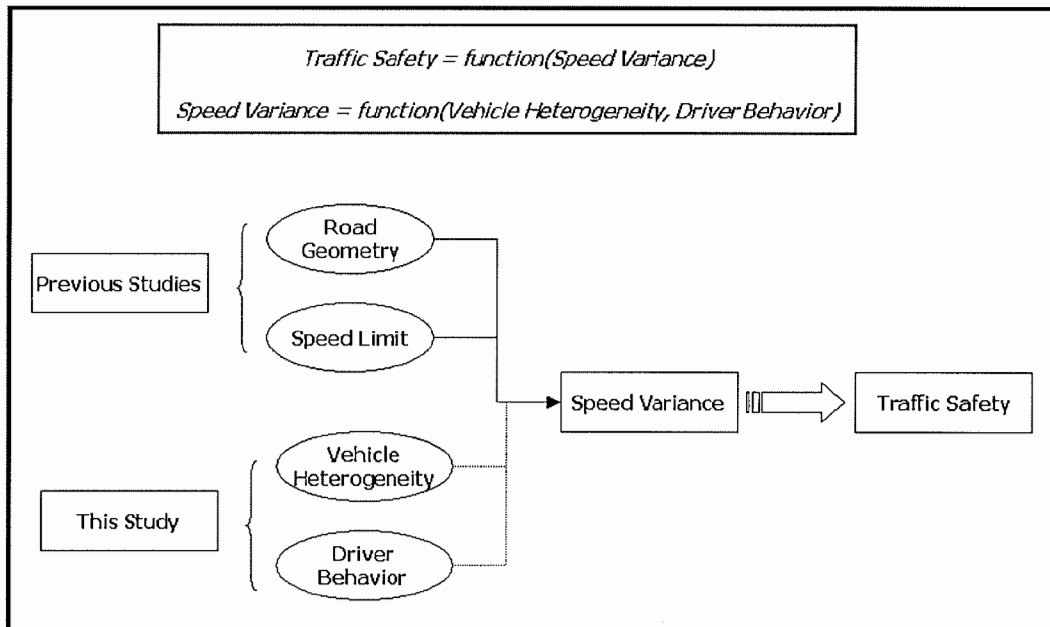 Traffic Safety = function(Speed Variance)
Speed Variance = function(Vehicle Heterogeneity, Driver Behavior)
Road
Geometry
Previous Studies
Speed Limit
Speed Variance
Traffic Safety
Vehicle
Heterogeneity
This Study
Driver
Behavior